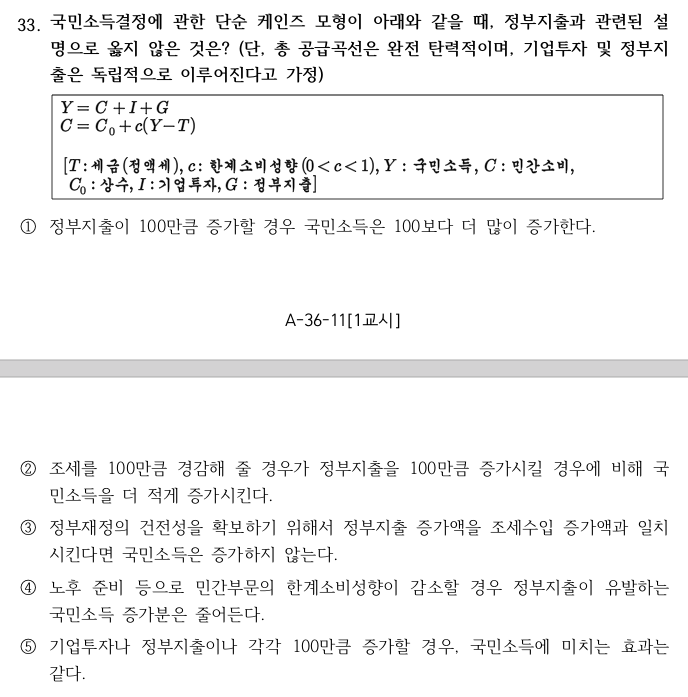 33. 국민소득결정에 관한 단순 케인즈 모형이 아래와 같을 때, 정부지출과 관련된 설
명으로 옳지 않은 것은? (단, 총 공급곡선은 완전 탄력적이며, 기업투자 및 정부지
출은 독립적으로 이루어진다고 가정)
Y = C + I + G
C = C₀ + c(Y - T)
[T : 세금(정액세), c : 한계소비성향(0 < c < 1), Y : 국민소득, C : 민간소비,
C₀ : 상수, I : 기업투자, G : 정부지출]
① 정부지출이 100만큼 증가할 경우 국민소득은 100보다 더 많이 증가한다.
A-36-11[1교시]
② 조세를 100만큼 경감해 줄 경우가 정부지출을 100만큼 증가시킬 경우에 비해 국
민소득을 더 적게 증가시킨다.
③ 정부재정의 건전성을 확보하기 위해서 정부지출 증가액을 조세수입 증가액과 일치
시킨다면 국민소득은 증가하지 않는다.
④ 노후 준비 등으로 민간부문의 한계소비성향이 감소할 경우 정부지출이 유발하는
국민소득 증가분은 줄어든다.
⑤ 기업투자나 정부지출이나 각각 100만큼 증가할 경우, 국민소득에 미치는 효과는
같다.